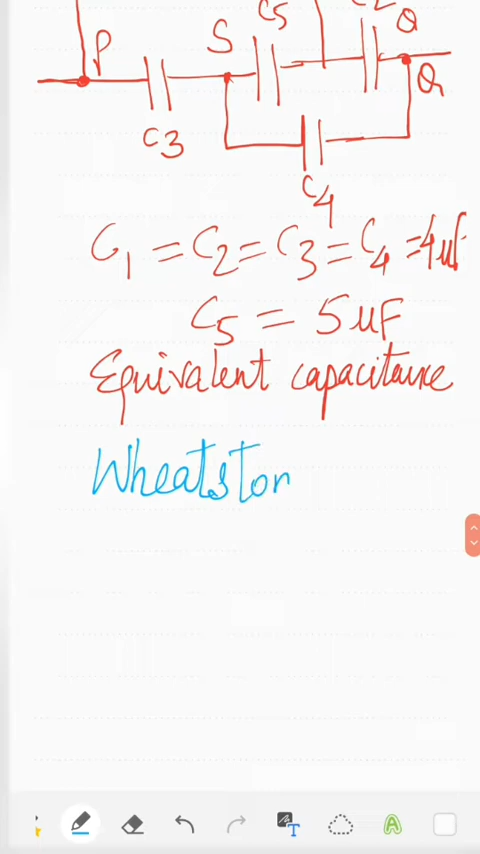 C5 C2 Q
P S
Q
C3
C4
C1 = C2 = C3 = C4 = 4uF
C5 = 5uF
Equivalent capacitance
Wheatston